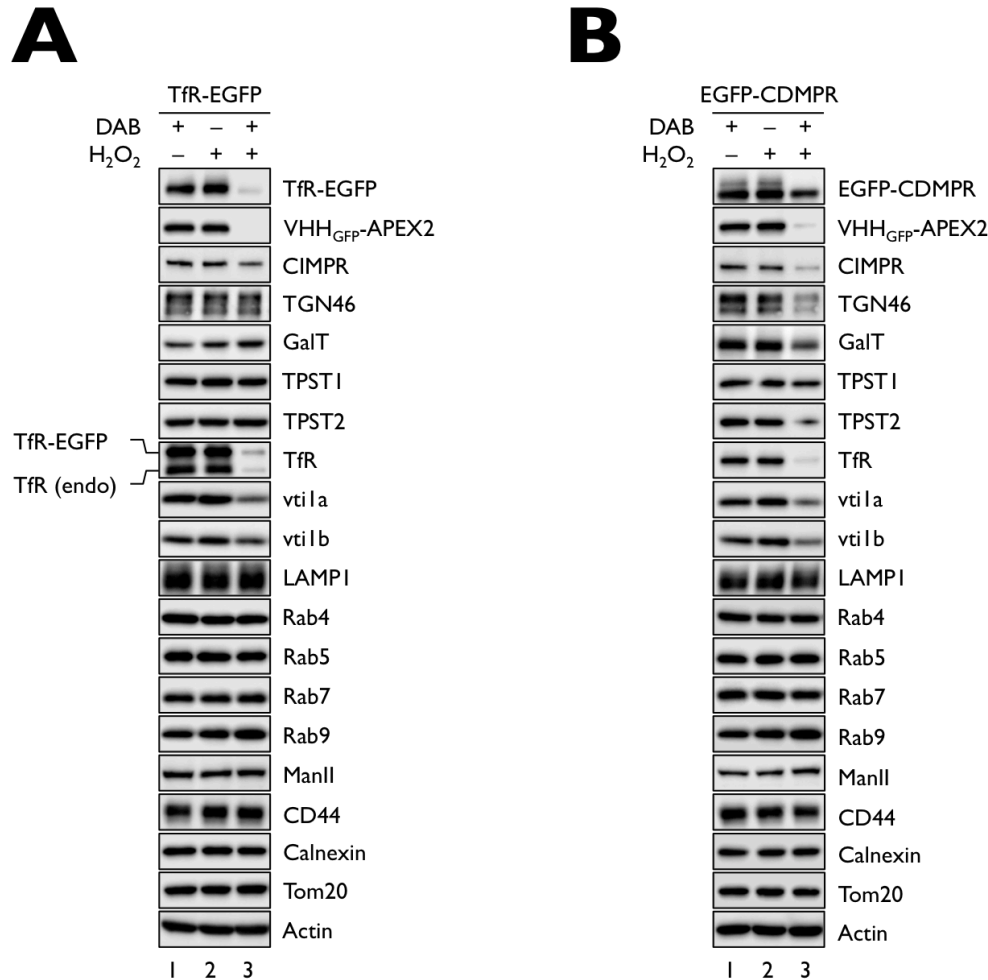 A
TfR-EGFP
DAB + – +
H₂O₂ – + +
TfR-EGFP
VHH_GFP-APEX2
CIMPR
TGN46
GalT
TPST1
TPST2
TfR-EGFP
TfR
TfR (endo)
vti1a
vti1b
LAMP1
Rab4
Rab5
Rab7
Rab9
ManII
CD44
Calnexin
Tom20
Actin
1 2 3
B
EGFP-CDMPR
DAB + – +
H₂O₂ – + +
EGFP-CDMPR
VHH_GFP-APEX2
CIMPR
TGN46
GalT
TPST1
TPST2
TfR
vti1a
vti1b
LAMP1
Rab4
Rab5
Rab7
Rab9
ManII
CD44
Calnexin
Tom20
Actin
1 2 3